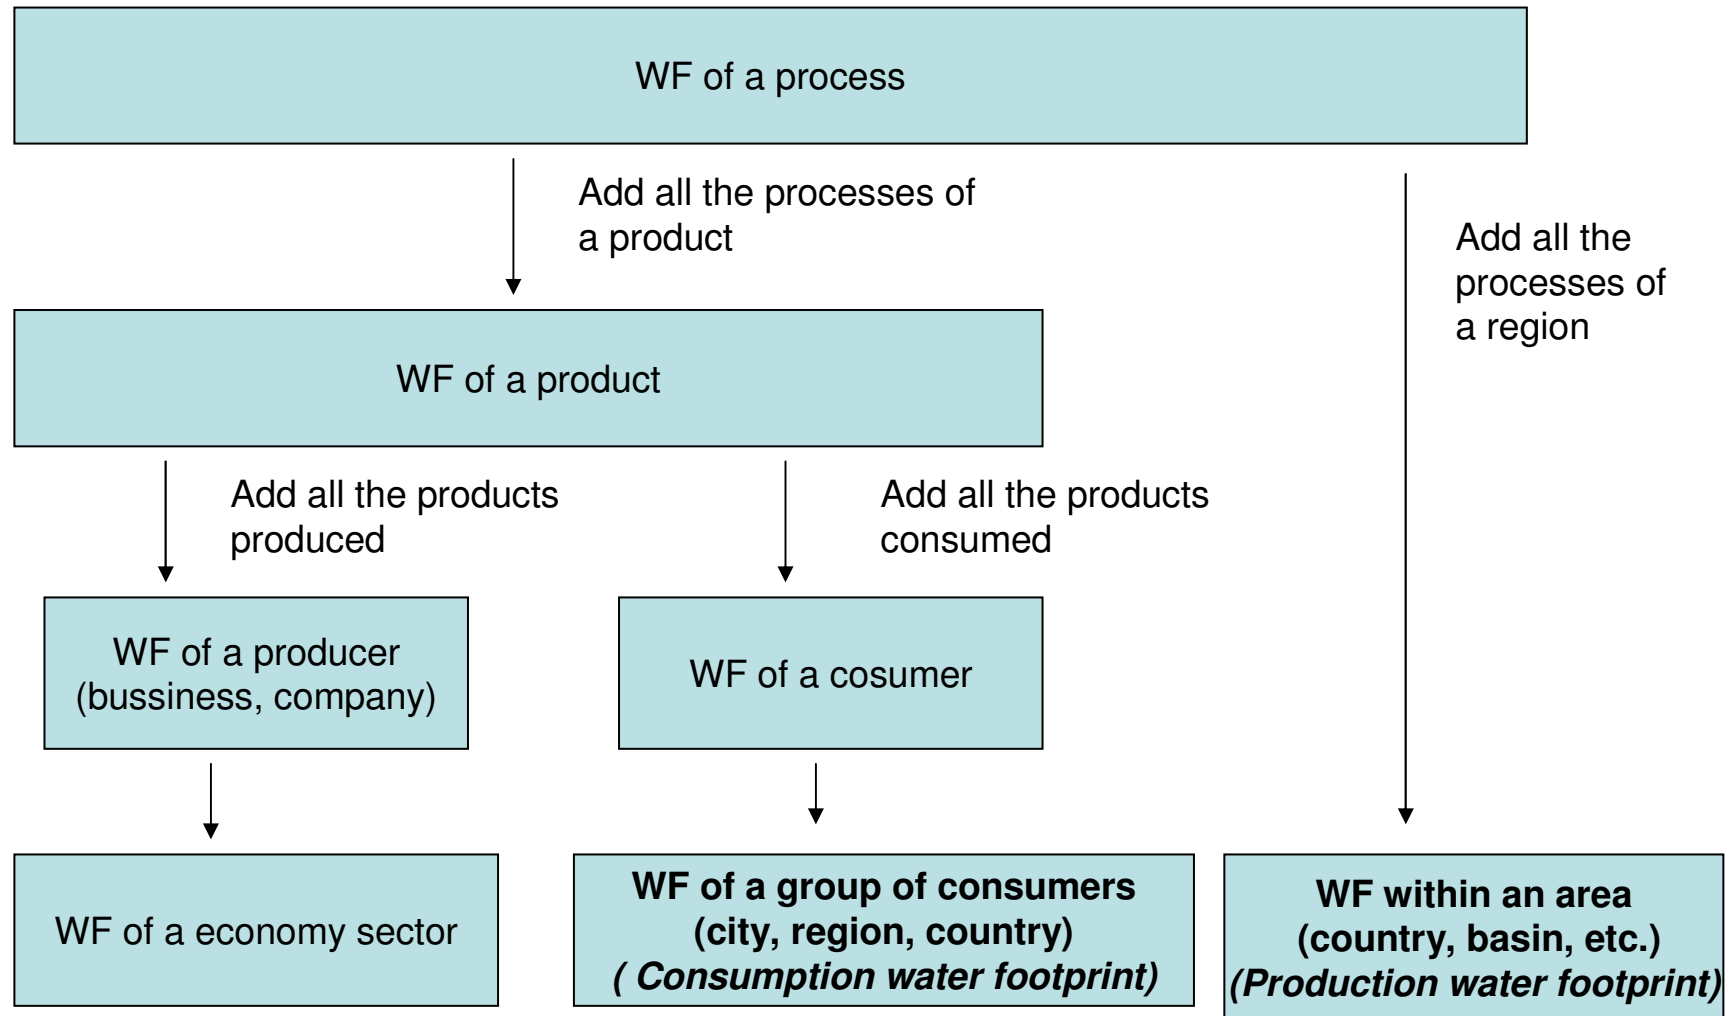 WF of a process
Add all the processes of
a product
Add all the
processes of
a region
WF of a product
Add all the products
produced
Add all the products
consumed
WF of a producer
(bussiness, company)
WF of a cosumer
WF of a economy sector
WF of a group of consumers
(city, region, country)
( Consumption water footprint)
WF within an area
(country, basin, etc.)
(Production water footprint)